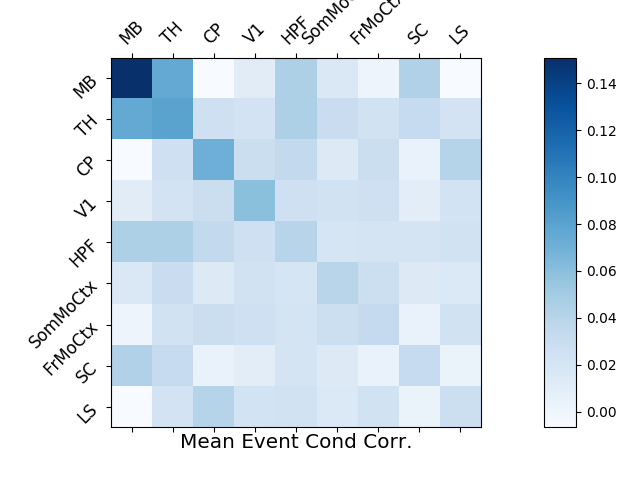 MB TH CP V1 HPF SomMoCtx FrMoCtx SC LS
MB
TH
CP
V1
HPF
SomMoCtx
FrMoCtx
SC
LS
0.14
0.12
0.10
0.08
0.06
0.04
0.02
0.00
Mean Event Cond Corr.